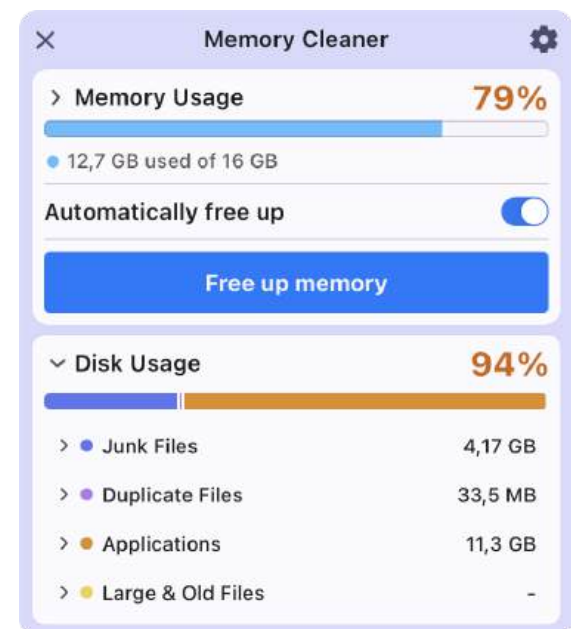 Memory Cleaner
Memory Usage 79%
12,7 GB used of 16 GB
Automatically free up
Free up memory
Disk Usage 94%
Junk Files 4,17 GB
Duplicate Files 33,5 MB
Applications 11,3 GB
Large & Old Files -